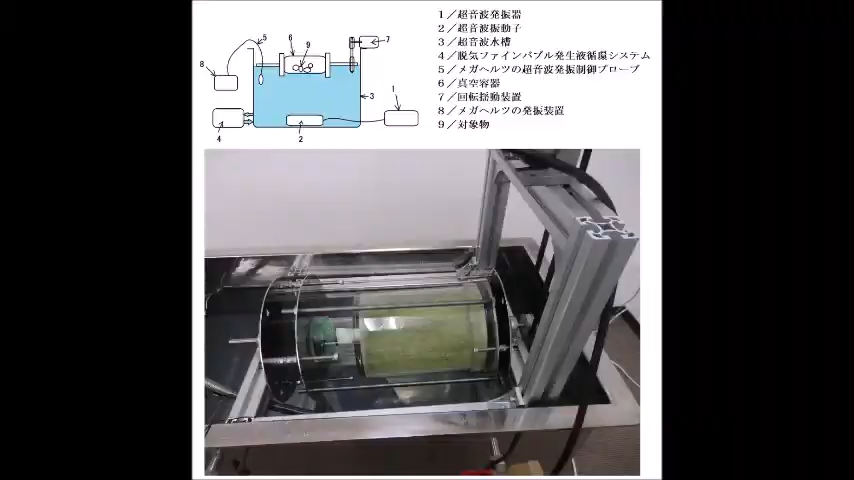 １／超音波発振器
２／超音波振動子
３／超音波水槽
４／脱気ファインバブル発生液循環システム
５／メガヘルツの超音波発振制御プローブ
６／真空容器
７／回転揺動装置
８／メガヘルツの発振装置
９／対象物
5
6
9
7
8
3
1
4
2